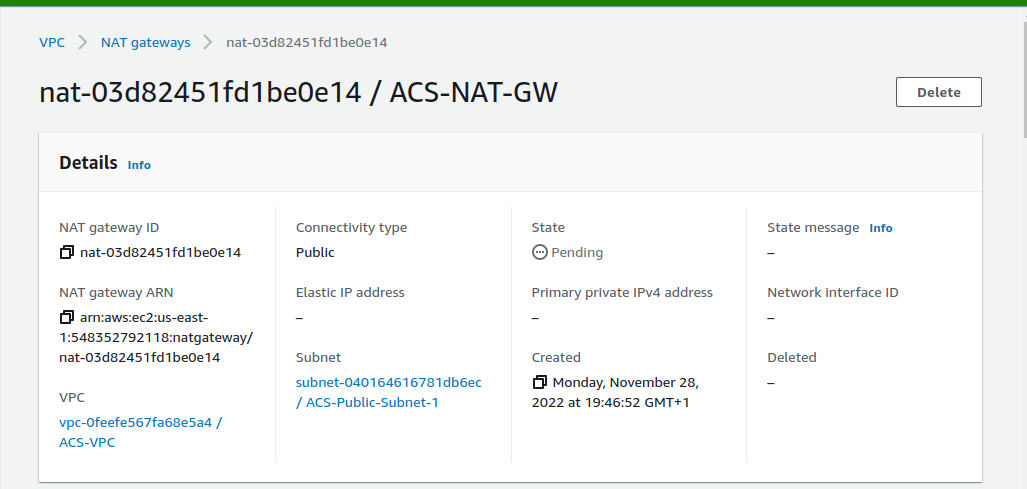 VPC > NAT gateways > nat-03d82451fd1be0e14
nat-03d82451fd1be0e14 / ACS-NAT-GW
Delete
Details Info
NAT gateway ID
nat-03d82451fd1be0e14
NAT gateway ARN
arn:aws:ec2:us-east-
1:548352792118:natgateway/
nat-03d82451fd1be0e14
VPC
vpc-0feefe567fa68e5a4 /
ACS-VPC
Connectivity type
Public
Elastic IP address
–
Subnet
subnet-040164616781db6ec
/ ACS-Public-Subnet-1
State
Pending
Primary private IPv4 address
–
Created
Monday, November 28,
2022 at 19:46:52 GMT+1
State message Info
–
Network interface ID
–
Deleted
–